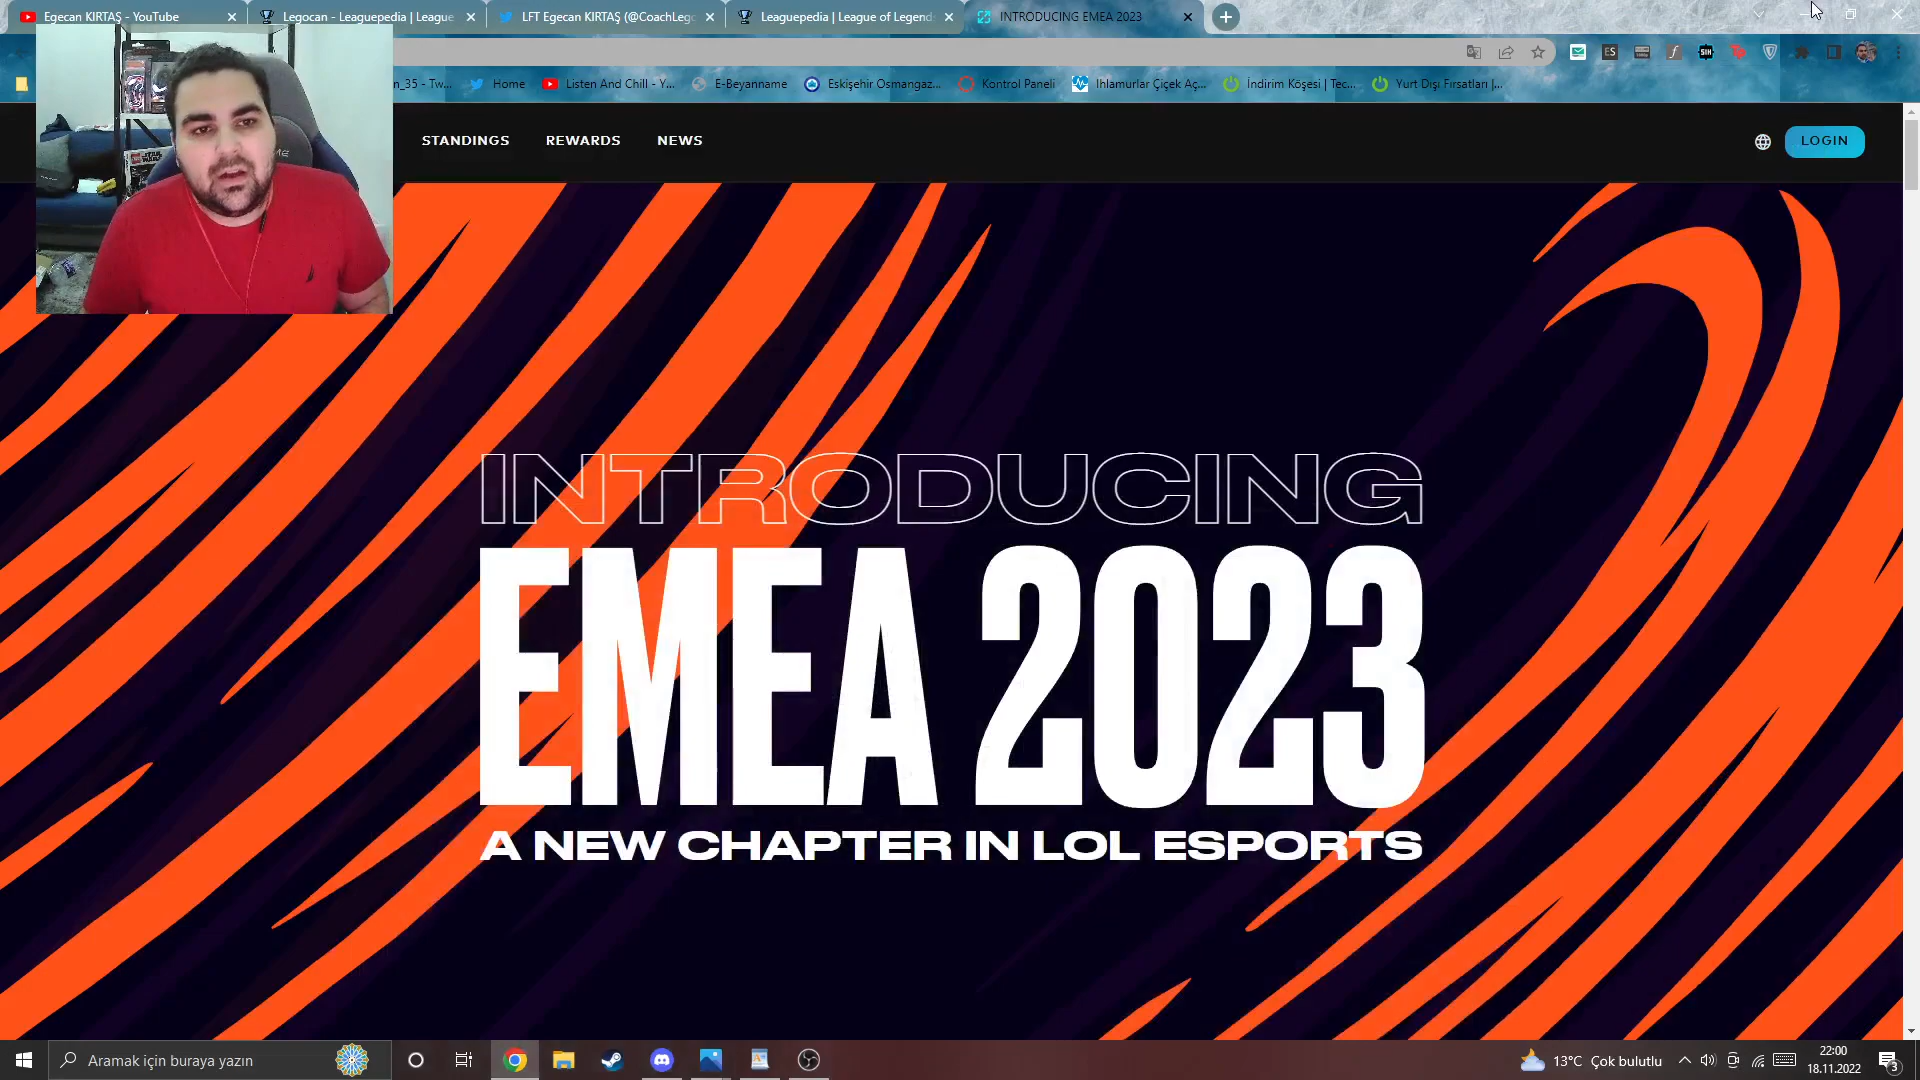 Egecan KIRTAŞ - YouTube
Legocan - Leaguepedia | League
LFT Egecan KIRTAŞ (@CoachLeg
Leaguepedia | League of Legend
INTRODUCING EMEA 2023
n_35 - Tw...
Home
Listen And Chill - Y...
E-Beyanname
Eskişehir Osmangaz...
Kontrol Paneli
Ihlamurlar Çiçek Aç...
İndirim Köşesi | Tec...
Yurt Dışı Fırsatları |...
STANDINGS
REWARDS
NEWS
LOGIN
INTRODUCING
EMEA 2023
A NEW CHAPTER IN LOL ESPORTS
Aramak için buraya yazın
13°C Çok bulutlu
22:00
18.11.2022
3